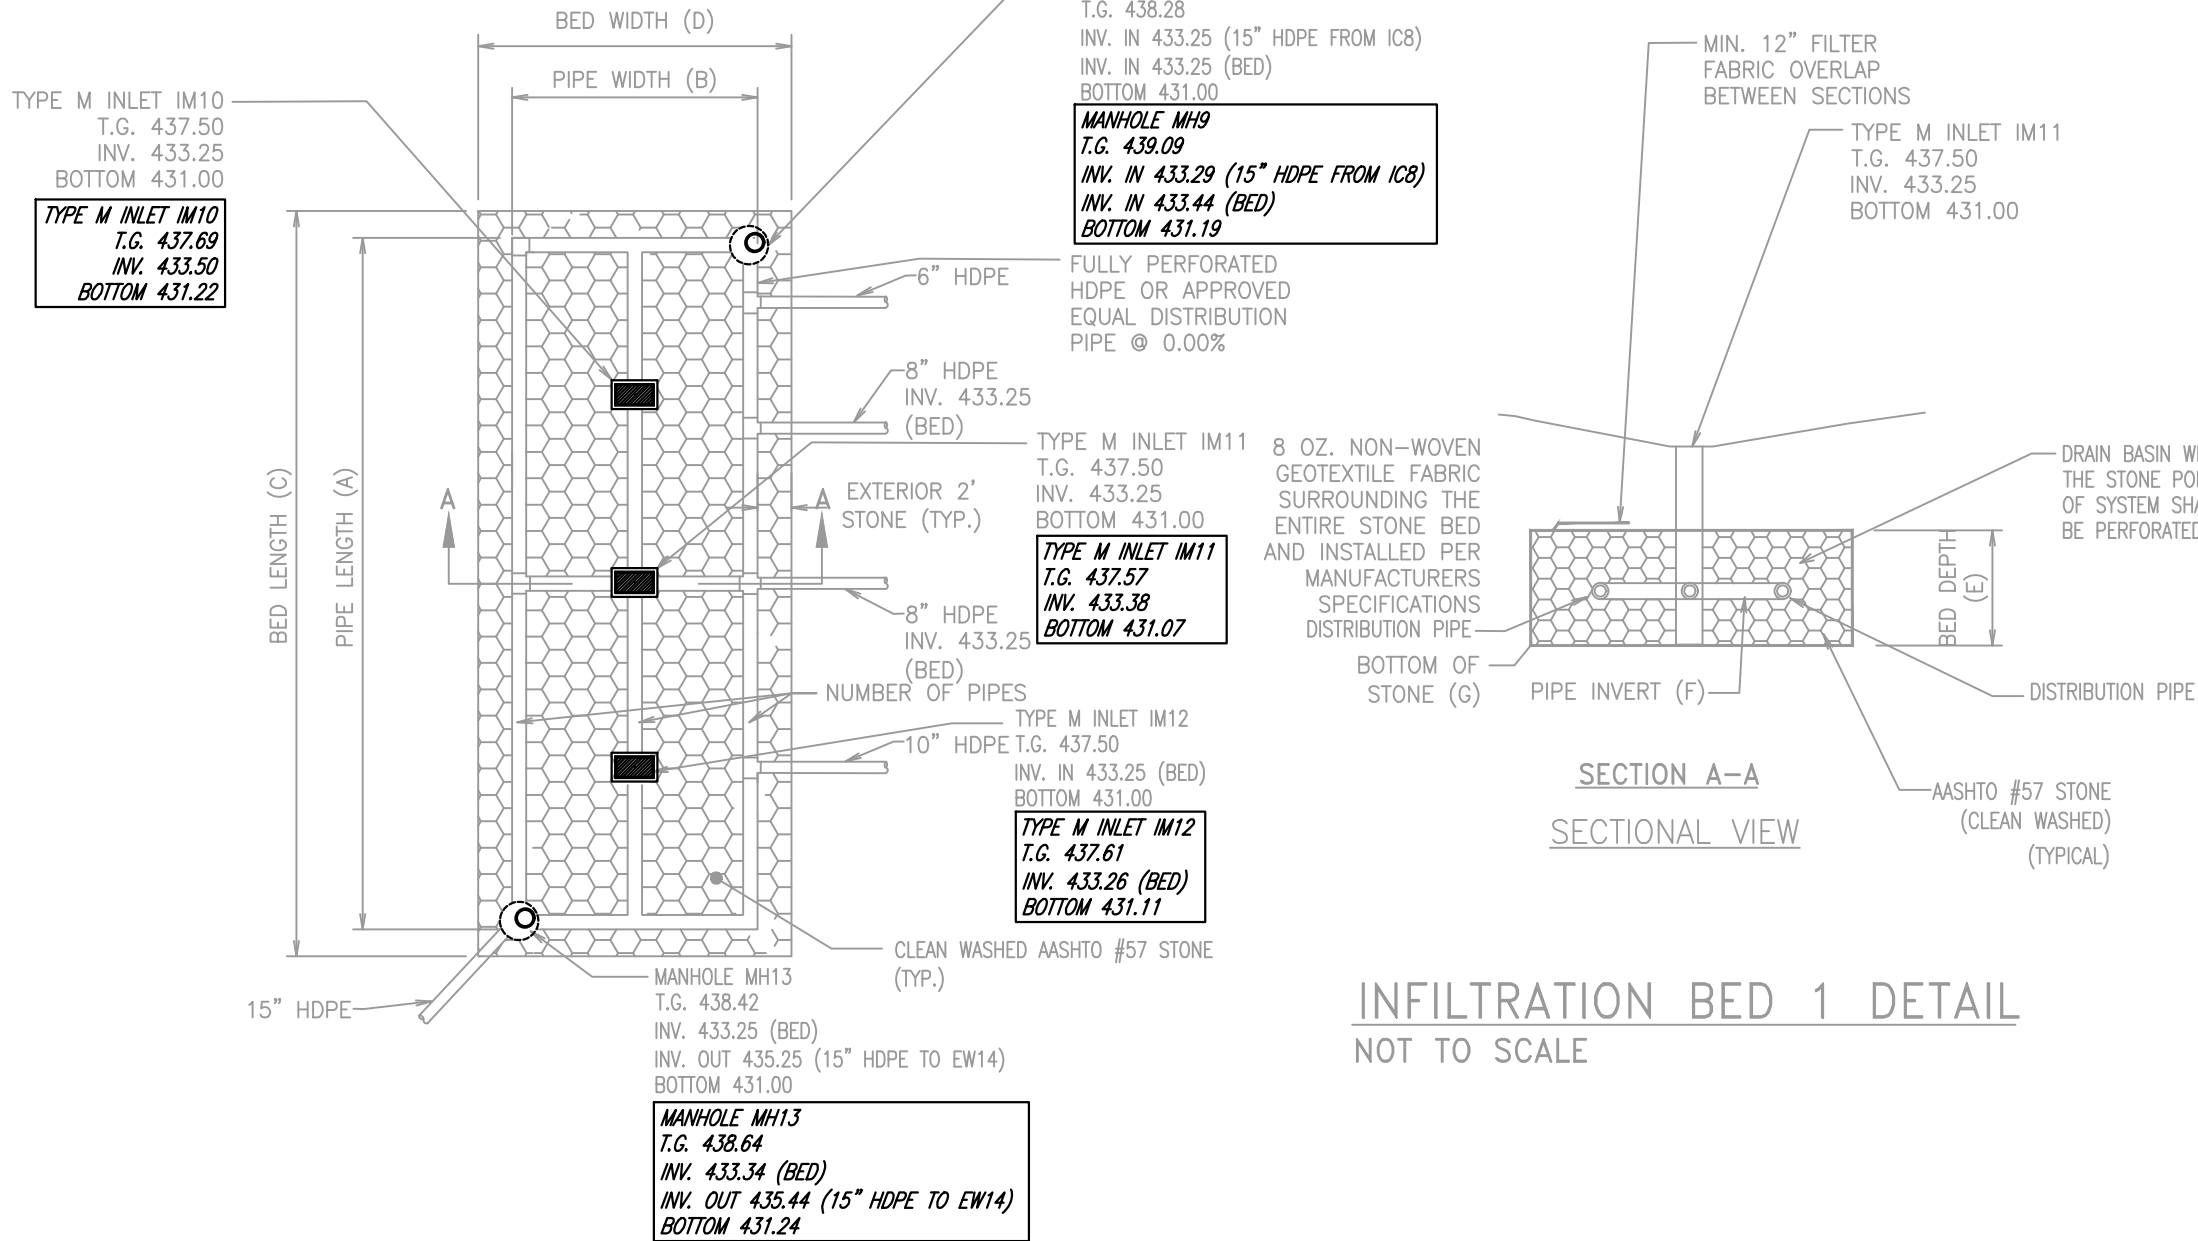 BED WIDTH (D)
PIPE WIDTH (B)
TYPE M INLET IM10
T.G. 437.50
INV. 433.25
BOTTOM 431.00
TYPE M INLET IM10
T.G. 437.69
INV. 433.50
BOTTOM 431.22
T.G. 438.28
INV. IN 433.25 (15" HDPE FROM IC8)
INV. IN 433.25 (BED)
BOTTOM 431.00
MANHOLE MH9
T.G. 439.09
INV. IN 433.29 (15" HDPE FROM IC8)
INV. IN 433.44 (BED)
BOTTOM 431.19
FULLY PERFORATED
HDPE OR APPROVED
EQUAL DISTRIBUTION
PIPE @ 0.00%
6" HDPE
8" HDPE
INV. 433.25
(BED)
TYPE M INLET IM11
T.G. 437.50
INV. 433.25
BOTTOM 431.00
TYPE M INLET IM11
T.G. 437.57
INV. 433.38
BOTTOM 431.07
BED LENGTH (C)
PIPE LENGTH (A)
A
A
EXTERIOR 2'
STONE (TYP.)
8" HDPE
INV. 433.25
(BED)
NUMBER OF PIPES
10" HDPE
TYPE M INLET IM12
T.G. 437.50
INV. IN 433.25 (BED)
BOTTOM 431.00
TYPE M INLET IM12
T.G. 437.61
INV. 433.26 (BED)
BOTTOM 431.11
CLEAN WASHED AASHTO #57 STONE
(TYP.)
15" HDPE
MANHOLE MH13
T.G. 438.42
INV. 433.25 (BED)
INV. OUT 435.25 (15" HDPE TO EW14)
BOTTOM 431.00
MANHOLE MH13
T.G. 438.64
INV. 433.34 (BED)
INV. OUT 435.44 (15" HDPE TO EW14)
BOTTOM 431.24
MIN. 12" FILTER
FABRIC OVERLAP
BETWEEN SECTIONS
TYPE M INLET IM11
T.G. 437.50
INV. 433.25
BOTTOM 431.00
8 OZ. NON-WOVEN
GEOTEXTILE FABRIC
SURROUNDING THE
ENTIRE STONE BED
AND INSTALLED PER
MANUFACTURERS
SPECIFICATIONS
DISTRIBUTION PIPE
BOTTOM OF
STONE (G)
PIPE INVERT (F)
BED DEPTH
(E)
DRAIN BASIN
THE STONE
OF SYSTEM
BE PERFORATED
DISTRIBUTION PIPE
AASHTO #57 STONE
(CLEAN WASHED)
(TYPICAL)
SECTION A-A
SECTIONAL VIEW
INFILTRATION BED 1 DETAIL
NOT TO SCALE